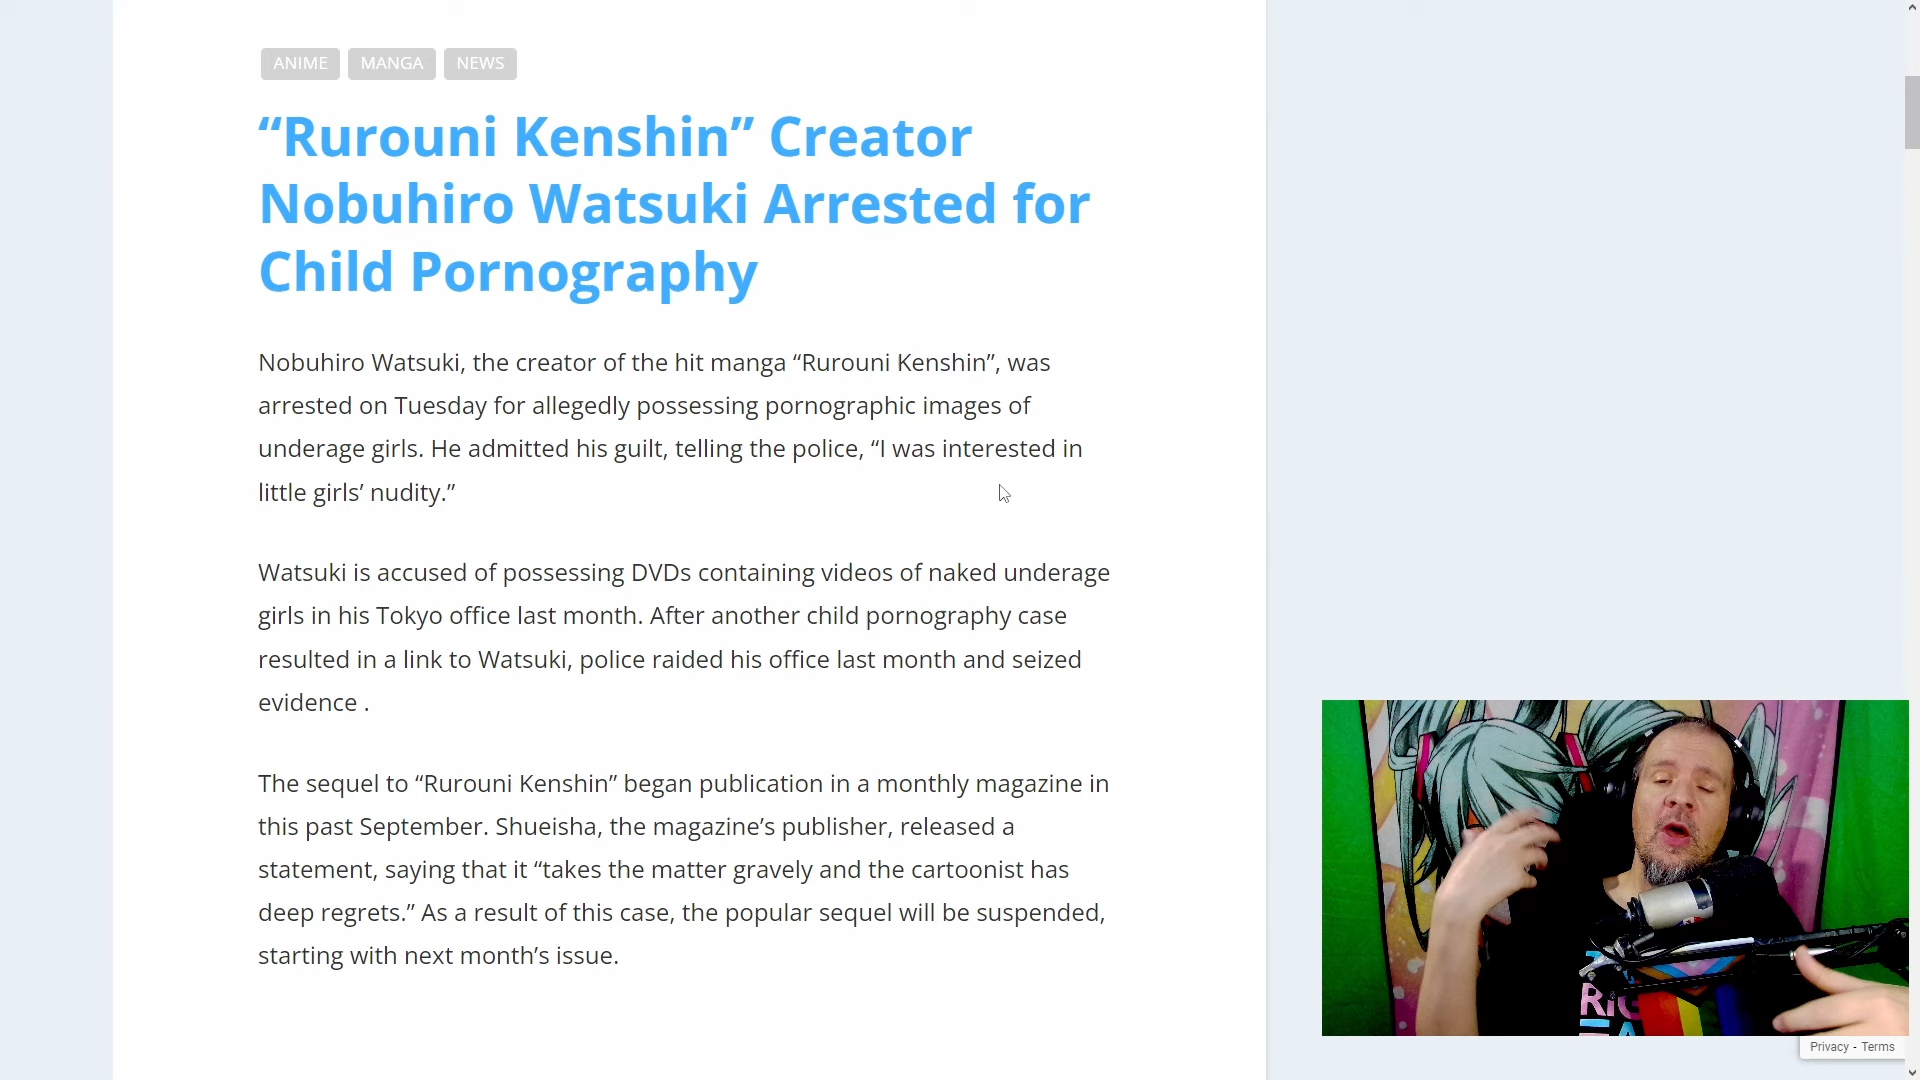 ANIME MANGA NEWS
“Rurouni Kenshin” Creator
Nobuhiro Watsuki Arrested for
Child Pornography
Nobuhiro Watsuki, the creator of the hit manga “Rurouni Kenshin”, was
arrested on Tuesday for allegedly possessing pornographic images of
underage girls. He admitted his guilt, telling the police, “I was interested in
little girls’ nudity.”
Watsuki is accused of possessing DVDs containing videos of naked underage
girls in his Tokyo office last month. After another child pornography case
resulted in a link to Watsuki, police raided his office last month and seized
evidence .
The sequel to “Rurouni Kenshin” began publication in a monthly magazine in
this past September. Shueisha, the magazine’s publisher, released a
statement, saying that it “takes the matter gravely and the cartoonist has
deep regrets.” As a result of this case, the popular sequel will be suspended,
starting with next month’s issue.
Privacy - Terms